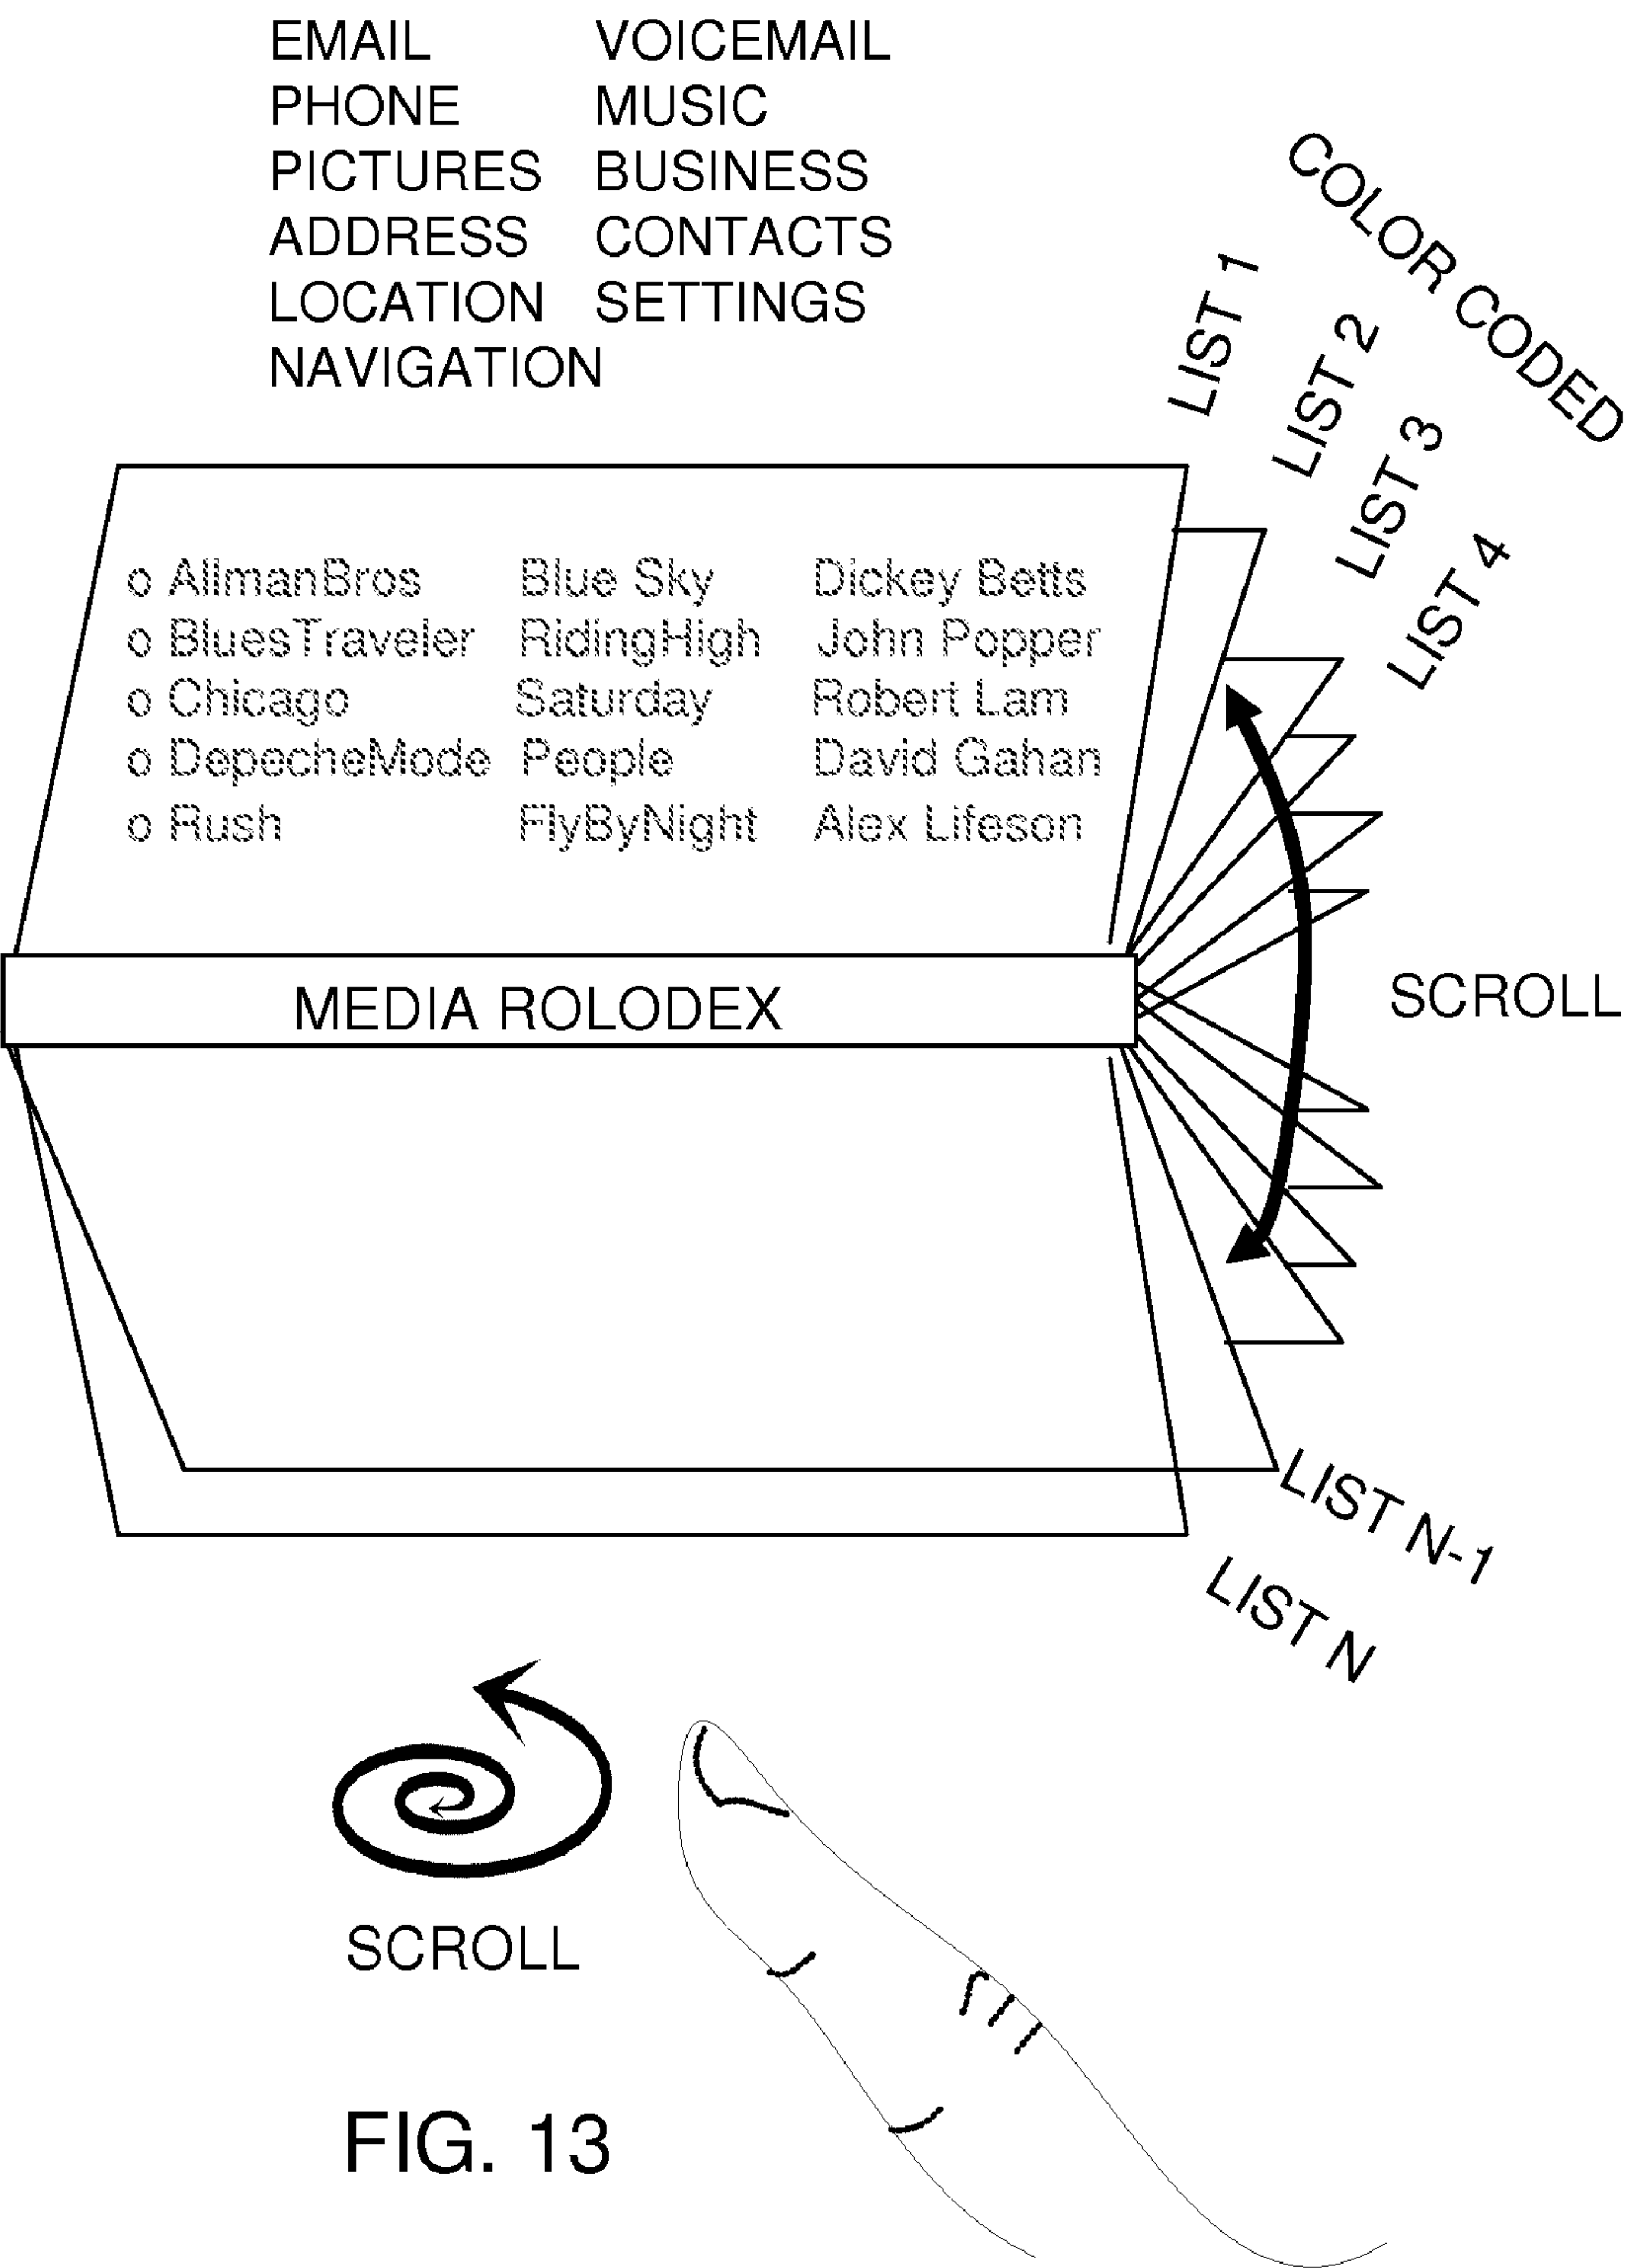 EMAIL VOICEMAIL
PHONE MUSIC
PICTURES BUSINESS
ADDRESS CONTACTS
LOCATION SETTINGS
NAVIGATION
COLOR CODED
LIST 1
LIST 2
LIST 3
LIST 4
o AllmanBros Blue Sky Dickey Betts
o BluesTraveler RidingHigh John Popper
o Chicago Saturday Robert Lam
o DepecheMode People David Gahan
o Rush FlyByNight Alex Lifeson
MEDIA ROLODEX
SCROLL
LIST N-1
LIST N
SCROLL
FIG. 13